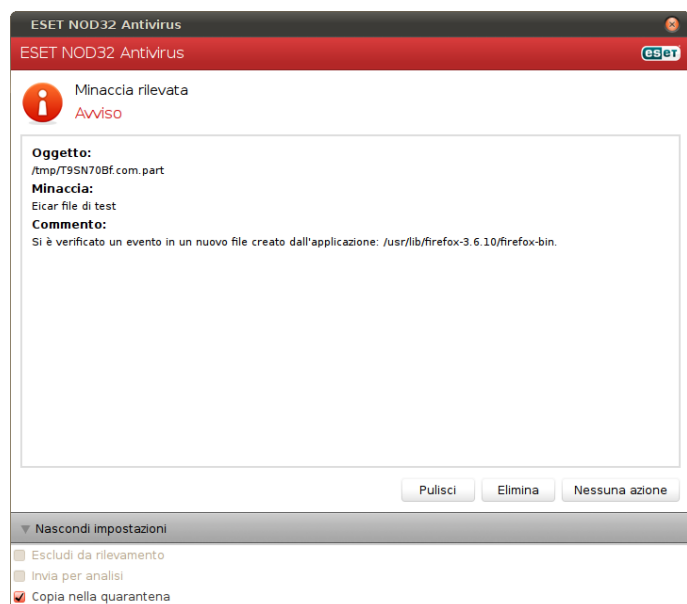 ESET NOD32 Antivirus
ESET NOD32 Antivirus
eset
Minaccia rilevata
Avviso
Oggetto:
/tmp/T9SN70Bf.com.part
Minaccia:
Eicar file di test
Commento:
Si è verificato un evento in un nuovo file creato dall'applicazione: /usr/lib/firefox-3.6.10/firefox-bin.
Pulisci Elimina Nessuna azione
Nascondi impostazioni
Escludi da rilevamento
Invia per analisi
Copia nella quarantena